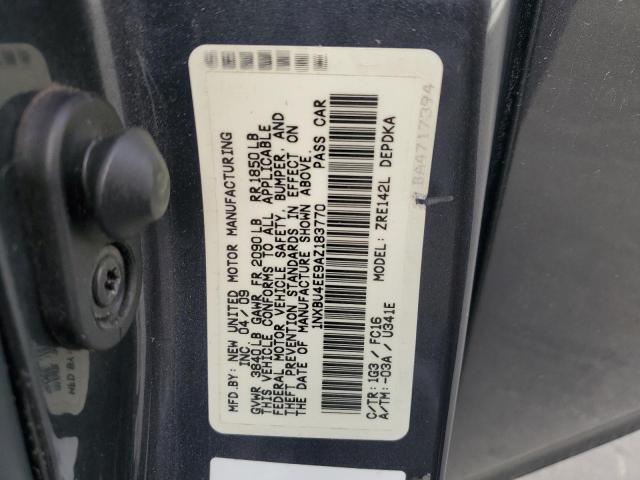 MFD.BY: NEW UNITED MOTOR MANUFACTURING
INC. 04/09
GVWR 3840LB GAWR FR 2090LB RR 1850LB
THIS VEHICLE CONFORMS TO ALL APPLICABLE
FEDERAL MOTOR VEHICLE SAFETY, BUMPER, AND
THEFT PREVENTION STANDARDS IN EFFECT ON
THE DATE OF MANUFACTURE SHOWN ABOVE.
1NXBU4EE9AZ183770 PASS CAR
C/TR: 1G3 / FC16 MODEL: ZRE142L DEPDKA
A/TM: -03A / U341E